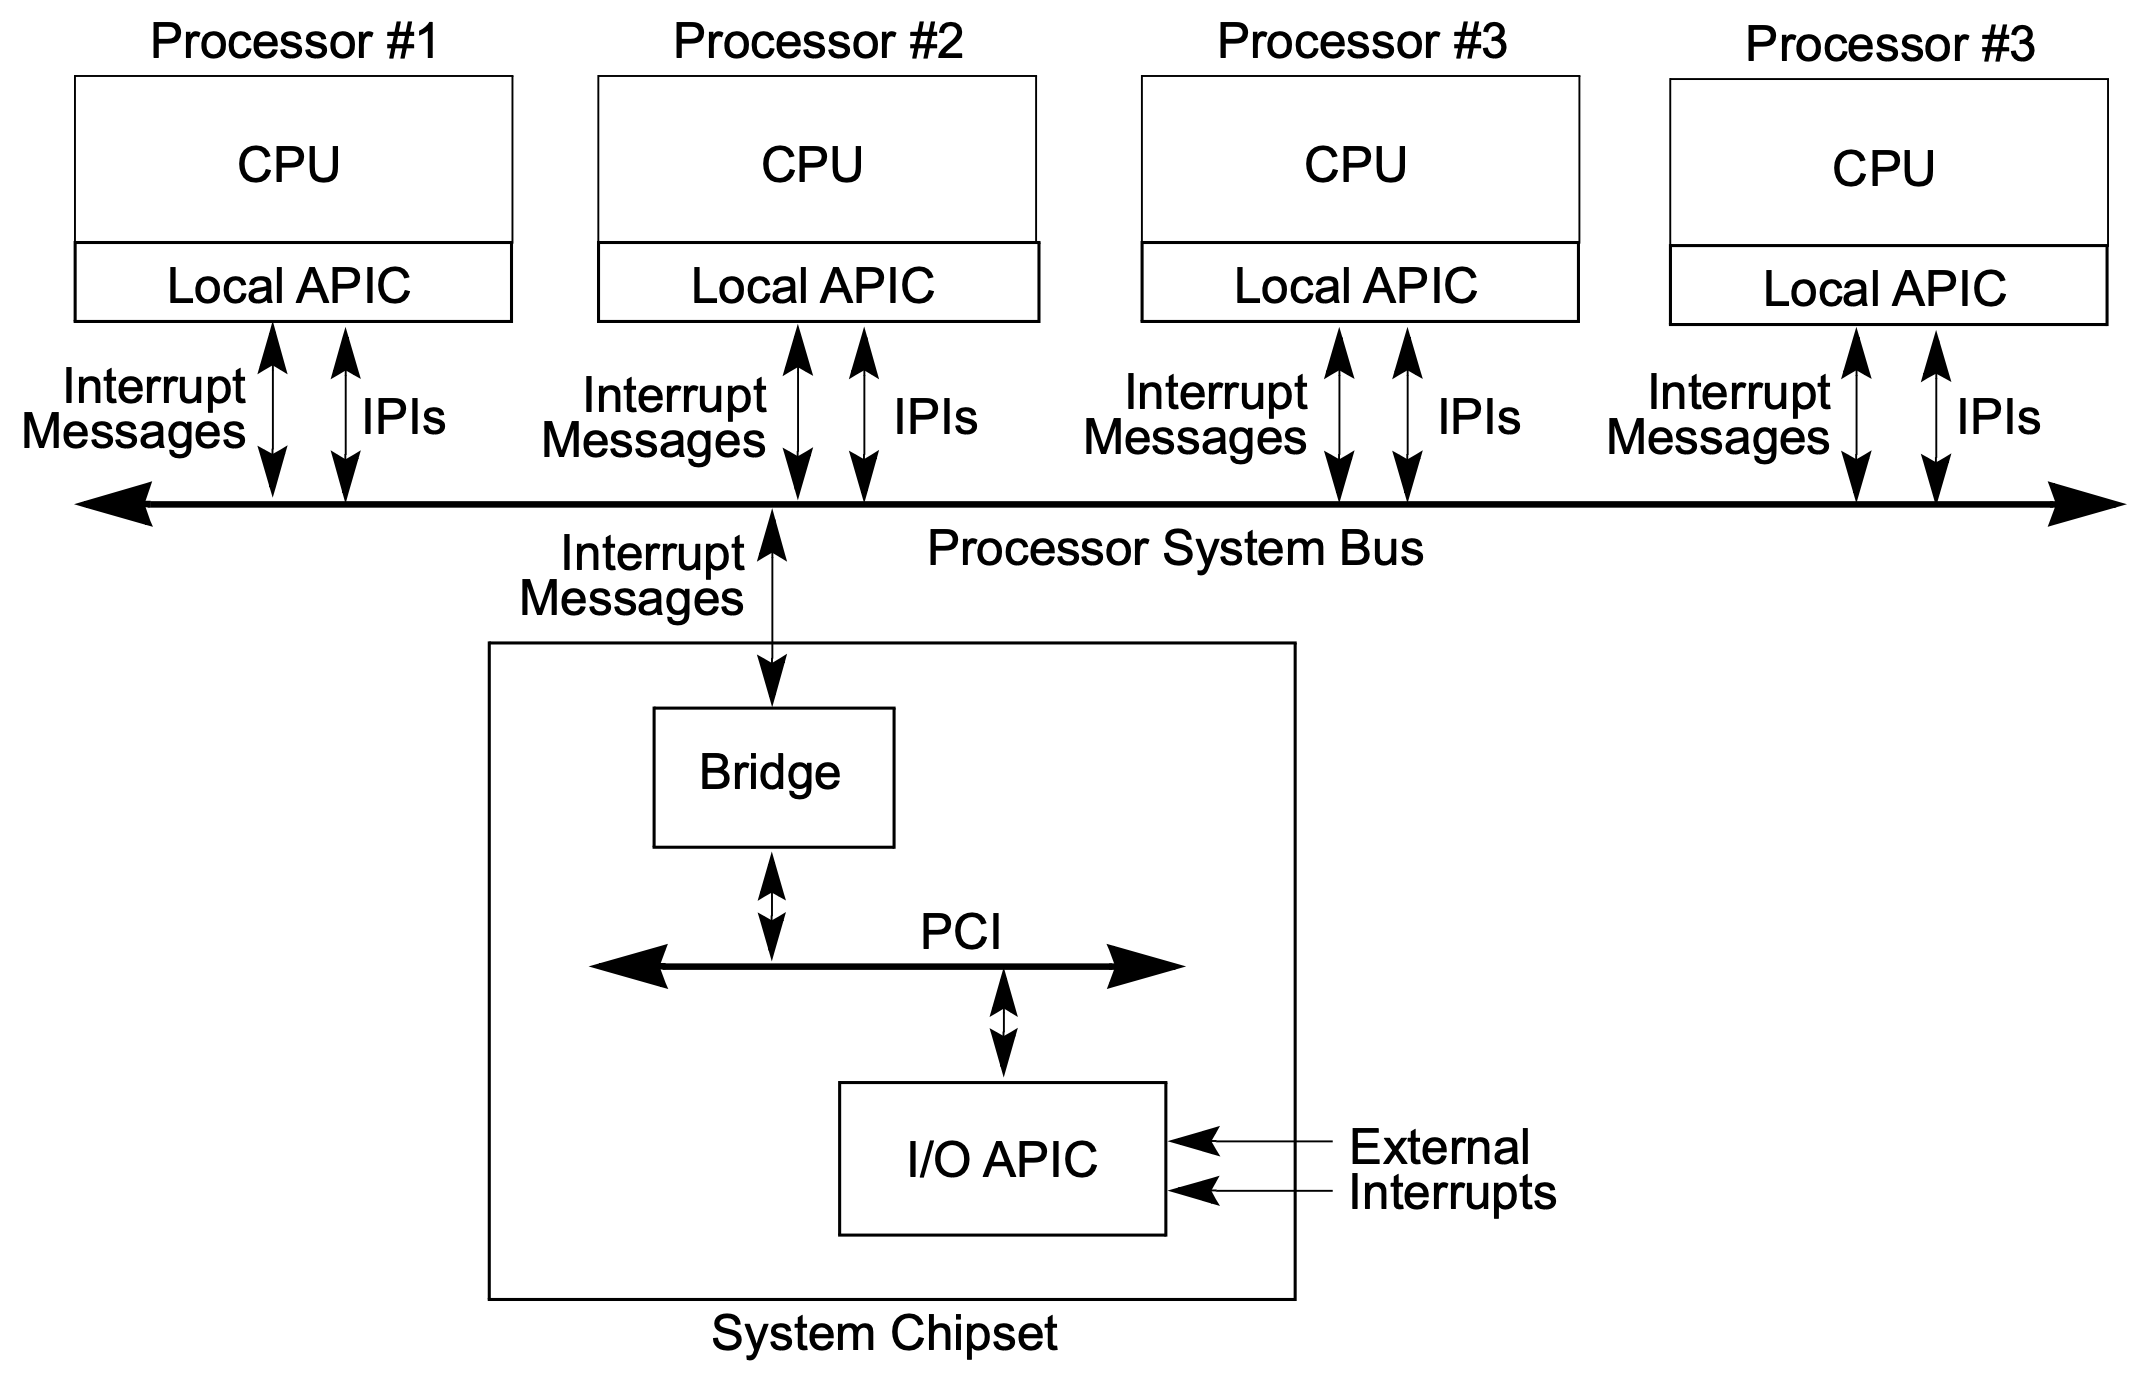 Processor #1
Processor #2
Processor #3
Processor #3
CPU
CPU
CPU
CPU
Local APIC
Local APIC
Local APIC
Local APIC
Interrupt
Messages
IPIs
Interrupt
Messages
IPIs
Interrupt
Messages
IPIs
Interrupt
Messages
IPIs
Interrupt
Messages
Processor System Bus
Bridge
PCI
I/O APIC
External
Interrupts
System Chipset